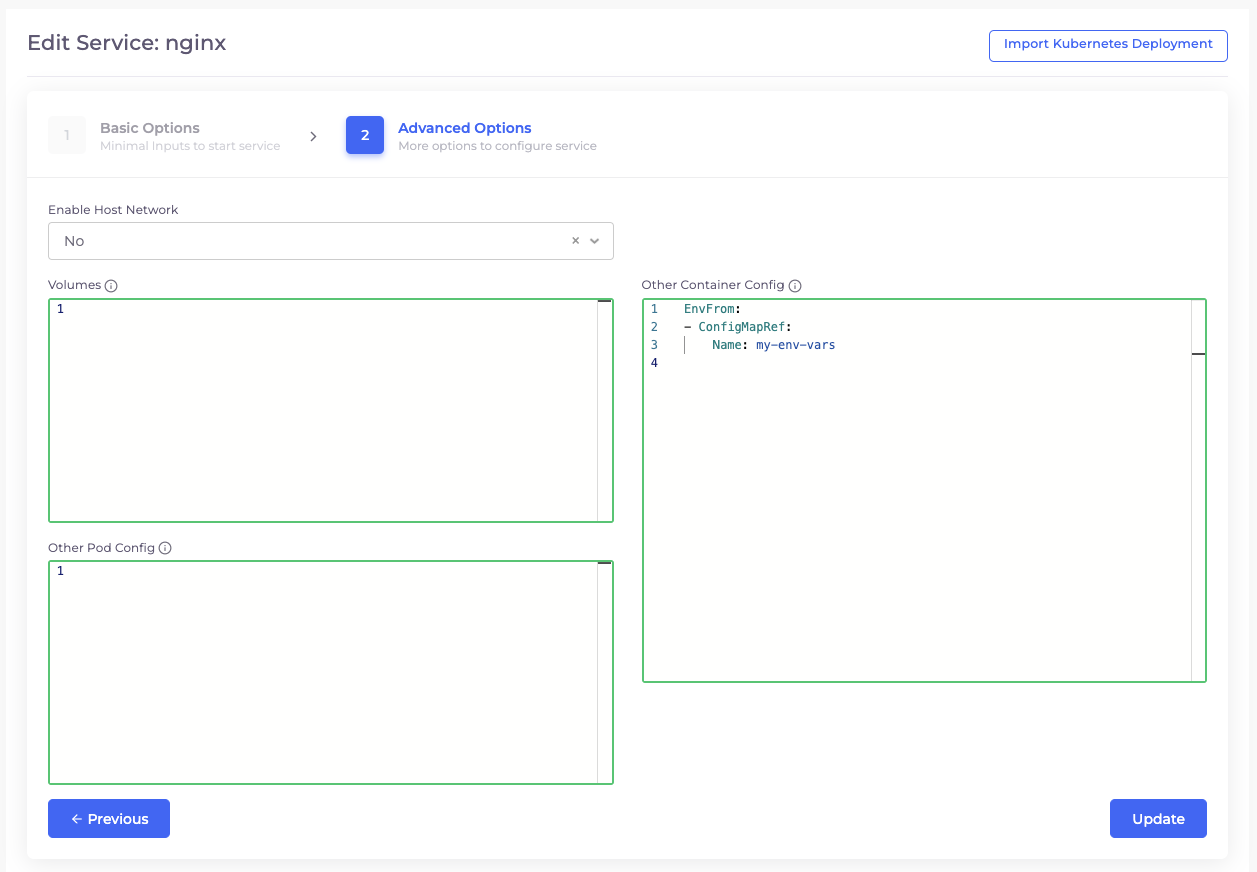 Edit Service: nginx
Import Kubernetes Deployment
1
Basic Options
Minimal Inputs to start service
2
Advanced Options
More options to configure service
Enable Host Network
No
Volumes
1
Other Pod Config
1
Other Container Config
1 EnvFrom:
2 - ConfigMapRef:
3 Name: my-env-vars
4
← Previous
Update